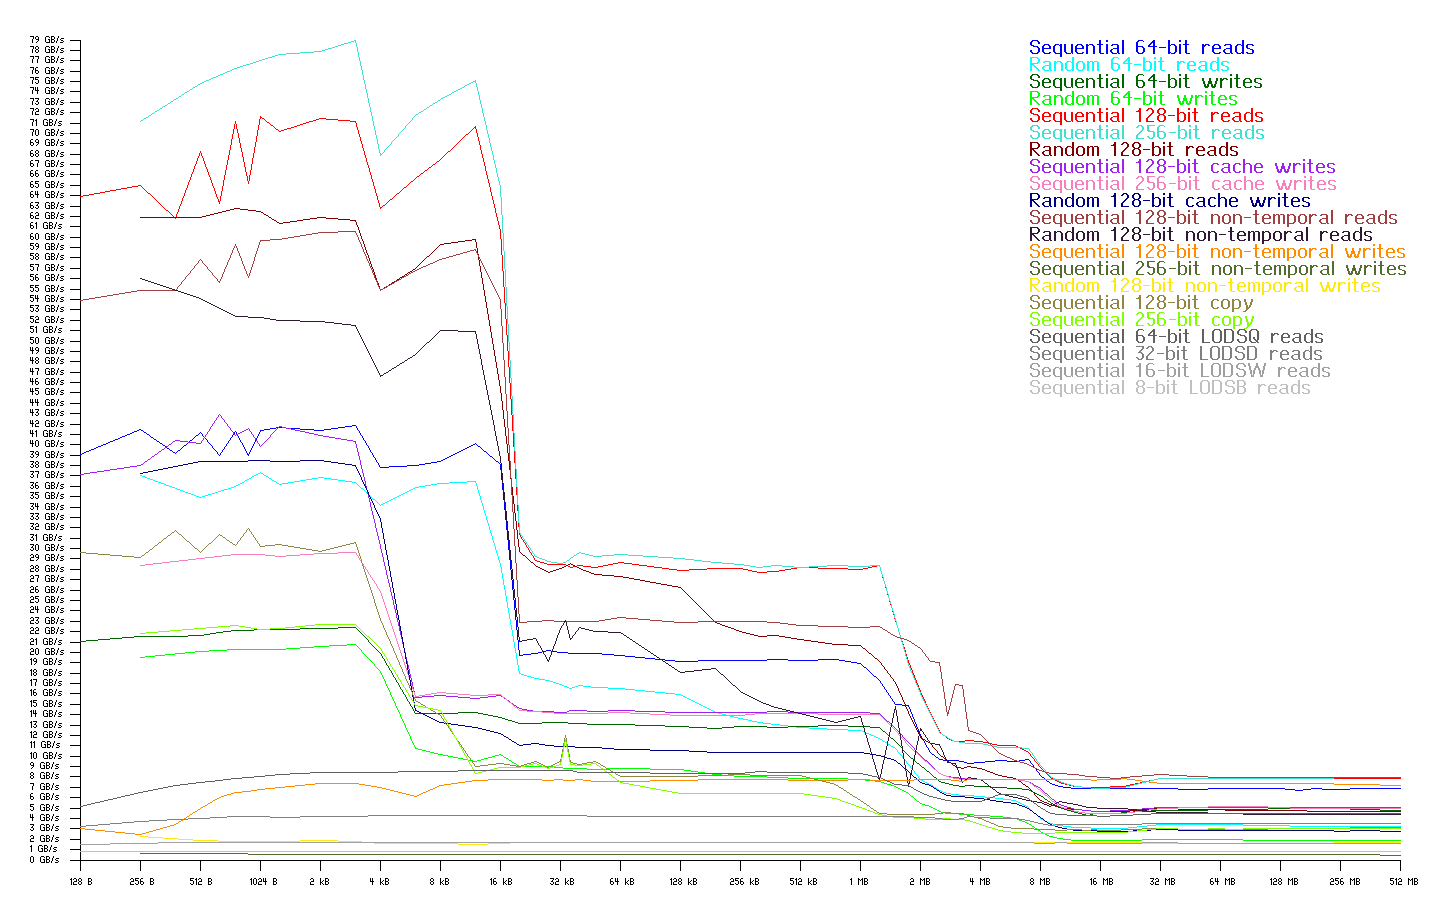 79 GB/s
78 GB/s
77 GB/s
76 GB/s
75 GB/s
74 GB/s
73 GB/s
72 GB/s
71 GB/s
70 GB/s
69 GB/s
68 GB/s
67 GB/s
66 GB/s
65 GB/s
64 GB/s
63 GB/s
62 GB/s
61 GB/s
60 GB/s
59 GB/s
58 GB/s
57 GB/s
56 GB/s
55 GB/s
54 GB/s
53 GB/s
52 GB/s
51 GB/s
50 GB/s
49 GB/s
48 GB/s
47 GB/s
46 GB/s
45 GB/s
44 GB/s
43 GB/s
42 GB/s
41 GB/s
40 GB/s
39 GB/s
38 GB/s
37 GB/s
36 GB/s
35 GB/s
34 GB/s
33 GB/s
32 GB/s
31 GB/s
30 GB/s
29 GB/s
28 GB/s
27 GB/s
26 GB/s
25 GB/s
24 GB/s
23 GB/s
22 GB/s
21 GB/s
20 GB/s
19 GB/s
18 GB/s
17 GB/s
16 GB/s
15 GB/s
14 GB/s
13 GB/s
12 GB/s
11 GB/s
10 GB/s
9 GB/s
8 GB/s
7 GB/s
6 GB/s
5 GB/s
4 GB/s
3 GB/s
2 GB/s
1 GB/s
0 GB/s
Sequential 64-bit reads
Random 64-bit reads
Sequential 64-bit writes
Random 64-bit writes
Sequential 128-bit reads
Sequential 256-bit reads
Random 128-bit reads
Sequential 128-bit cache writes
Sequential 256-bit cache writes
Random 128-bit cache writes
Sequential 128-bit non-temporal reads
Random 128-bit non-temporal reads
Sequential 128-bit non-temporal writes
Sequential 256-bit non-temporal writes
Random 128-bit non-temporal writes
Sequential 128-bit copy
Sequential 256-bit copy
Sequential 64-bit LODSQ reads
Sequential 32-bit LODSD reads
Sequential 16-bit LODSW reads
Sequential 8-bit LODSB reads
128 B 256 B 512 B 1024 B 2 kB 4 kB 8 kB 16 kB 32 kB 64 kB 128 kB 256 kB 512 kB 1 MB 2 MB 4 MB 8 MB 16 MB 32 MB 64 MB 128 MB 256 MB 512 MB